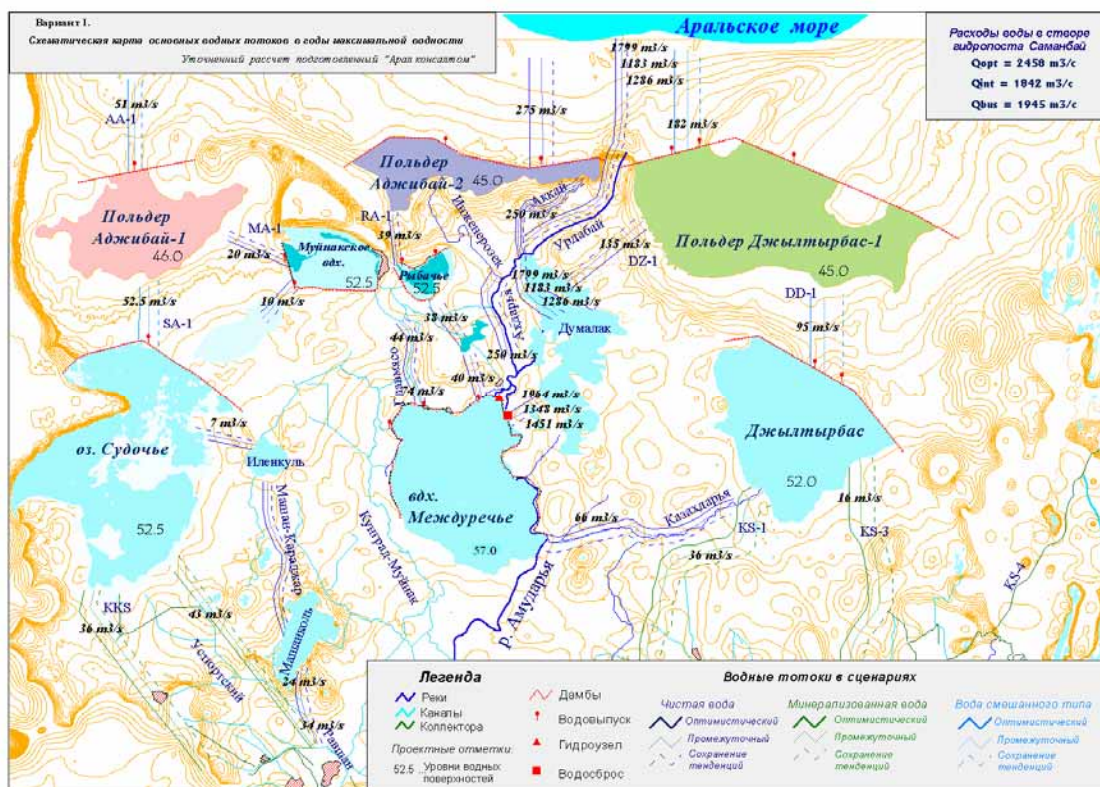 Вариант I.
Схематическая карта основных водных потоков в годы максимальной водности
Уточненный рассчет подготовленный "Арал консалтом"
Аральское море
Расходы воды в створе
гидропоста Саманбай
Qopt = 2458 m3/c
Qint = 1842 m3/c
Qbus = 1945 m3/c
1799 m3/s
1183 m3/s
1286 m3/s
51 m3/s
AA-1
275 m3/s
182 m3/s
Польдер
Аджибай-2
45.0
Польдер
Аджибай-1
46.0
MA-1
20 m3/s
Муйнакское
вдх.
52.5
RA-1
39 m3/s
Рыбачье
52.5
Инженерозек
Аккай
250 m3/s
Урдабай
135 m3/s
DZ-1
Польдер Джылтырбас-1
45.0
1799 m3/s
1183 m3/s
1286 m3/s
52.5 m3/s
SA-1
10 m3/s
38 m3/s
44 m3/s
Акдарья
Думалак
DD-1
95 m3/s
250 m3/s
40 m3/s
74 m3/s
1964 m3/s
1348 m3/s
1451 m3/s
7 m3/s
оз. Судочье
52.5
Иленкуль
вдх.
Междуречье
57.0
Джылтырбас
52.0
Машан-Караджар
Кунград-Муйнак
66 m3/s
Казахдарья
KS-1
36 m3/s
16 m3/s
KS-3
KS-4
р. Амударья
KKS
36 m3/s
43 m3/s
Устюртский
Машанколь
24 m3/s
34 m3/s
Раушан
Легенда
Реки
Каналы
Коллектора
Проектные отметки:
52.5 Уровни водных
поверхностей
Дамбы
Водовыпуск
Гидроузел
Водосброс
Водные тотоки в сценариях
Чистая вода
Оптимистический
Промежуточный
Сохранение
тенденций
Минерализованная вода
Оптимистический
Промежуточный
Сохранение
тенденций
Вода смешанного типа
Оптимистический
Промежуточный
Сохранение
тенденций